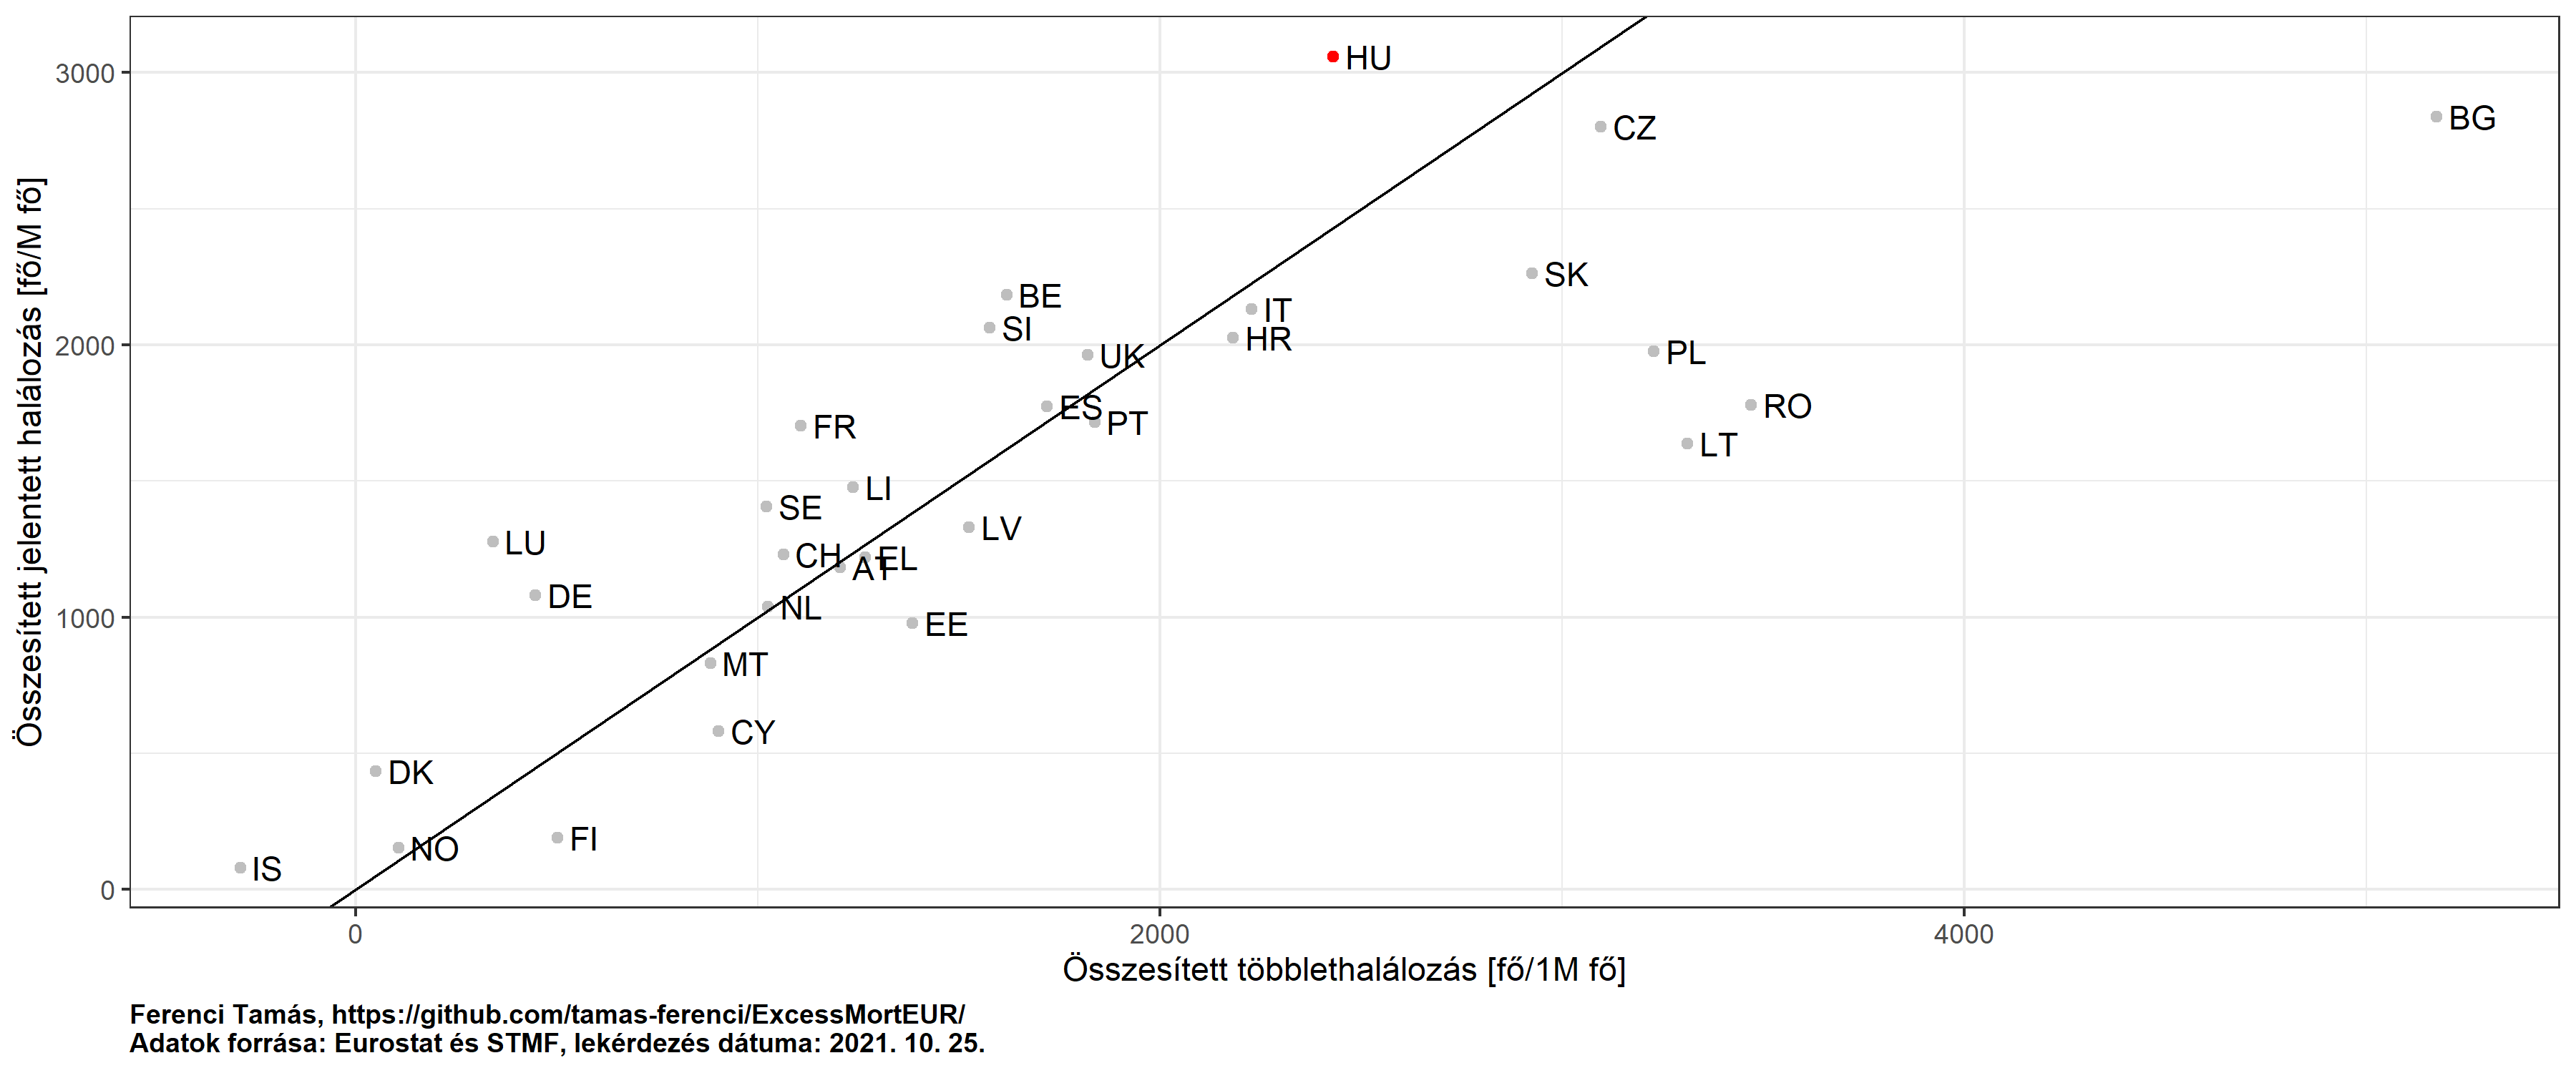 Összesített jelentett halálozás [fő/M fő]
3000
2000
1000
0
HU
CZ
BG
SK
BE
SI
IT
HR
UK
PL
ES
PT
RO
FR
LT
LI
SE
LV
LU
CH
EL
AT
DE
NL
EE
MT
CY
DK
FI
NO
IS
0 2000 4000
Összesített többlethalálozás [fő/1M fő]
Ferenci Tamás, https://github.com/tamas-ferenci/ExcessMortEUR/
Adatok forrása: Eurostat és STMF, lekérdezés dátuma: 2021. 10. 25.